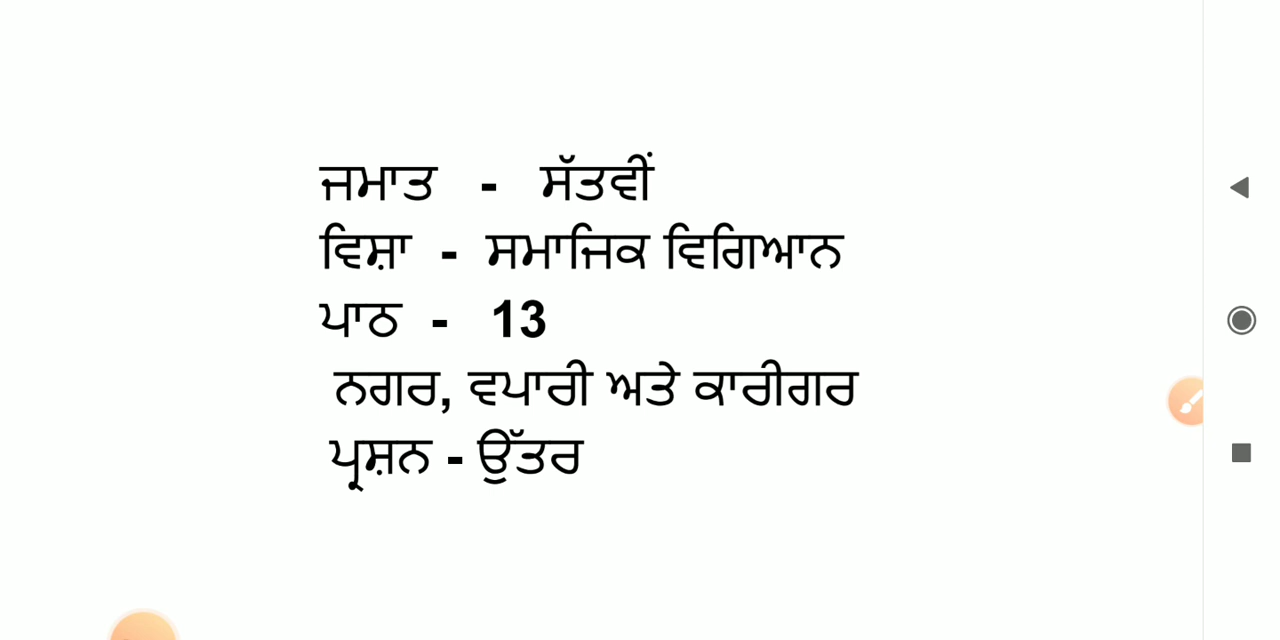 ਜਮਾਤ - ਸੱਤਵੀਂ
ਵਿਸ਼ਾ - ਸਮਾਜਿਕ ਵਿਗਿਆਨ
ਪਾਠ - 13
ਨਗਰ, ਵਪਾਰੀ ਅਤੇ ਕਾਰੀਗਰ
ਪ੍ਰਸ਼ਨ - ਉੱਤਰ